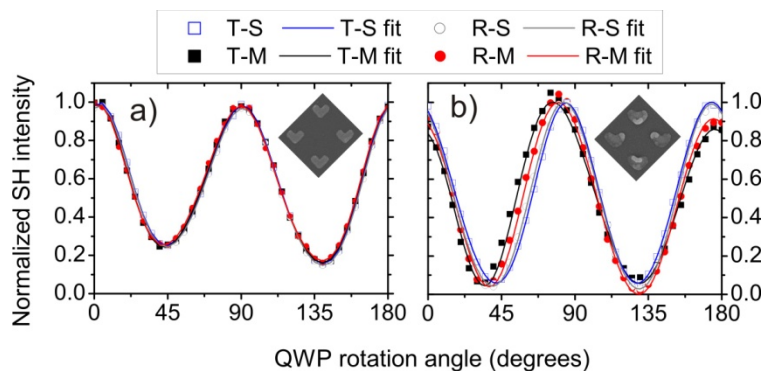 T-S T-S fit R-S R-S fit
T-M T-M fit R-M R-M fit
a) b)
Normalized SH intensity
1.0 1.0
0.8 0.8
0.6 0.6
0.4 0.4
0.2 0.2
0.0 0.0
0 45 90 135 0 45 90 135 180
QWP rotation angle (degrees)